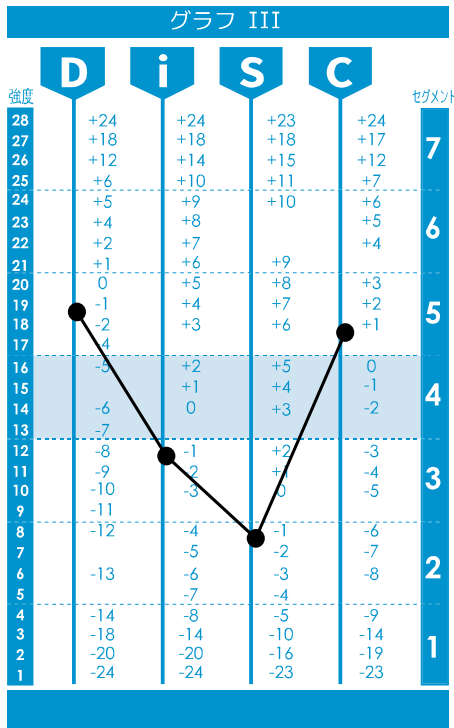 グラフ III
D i S C
強度 セグメント
28 +24 +24 +23 +24
27 +18 +18 +18 +17 7
26 +12 +14 +15 +12
25 +6 +10 +11 +7
24 +5 +9 +10 +6
23 +4 +8 +5 6
22 +2 +7 +4
21 +1 +6 +9
20 0 +5 +8 +3
19 -1 +4 +7 +2 5
18 -2 +3 +6 +1
17 -4
16 -5 +2 +5 0
15 +1 +4 -1 4
14 -6 0 +3 -2
13 -7
12 -8 -1 +2 -3
11 -9 -2 +1 -4 3
10 -10 -3 0 -5
9 -11
8 -12 -4 -1 -6
7 -5 -2 -7 2
6 -13 -6 -3 -8
5 -7 -4
4 -14 -8 -5 -9
3 -18 -14 -10 -14 1
2 -20 -20 -16 -19
1 -24 -24 -23 -23